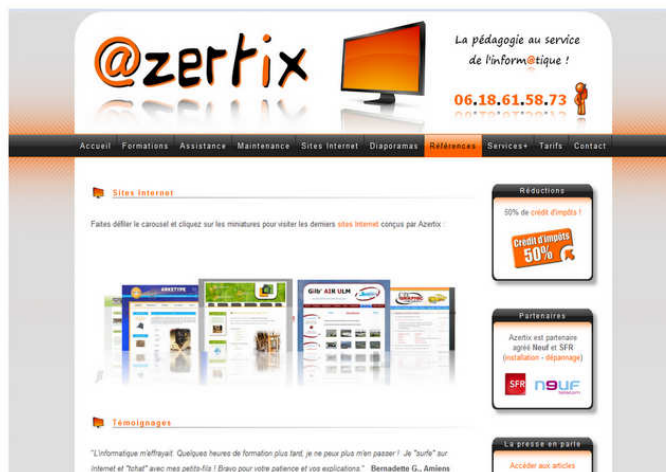 @zertix
La pédagogie au service
de l'inform@tique !
06.18.61.58.73
Accueil Formations Assistance Maintenance Sites Internet Diaporamas Références Services+ Tarifs Contact
Sites Internet
Faites défiler le carousel et cliquez sur les miniatures pour visiter les derniers sites Internet conçus par Azertix :
ARKETYPE
Glib' AIR ULM
Témoignages
"L'informatique m'effrayait. Quelques heures de formation plus tard, je ne peux plus m'en passer ! Je "surfe" sur
Internet et "tchat" avec mes petits-fils ! Bravo pour votre patience et vos explications." Bernadette G., Amiens
Réductions
50% de crédit d'impôts !
Crédit d'impôts
50%
Partenaires
Azertix est partenaire
agréé Neuf et SFR
(installation - dépannage)
SFR neuf
telecom
La presse en parle
Accéder aux articles